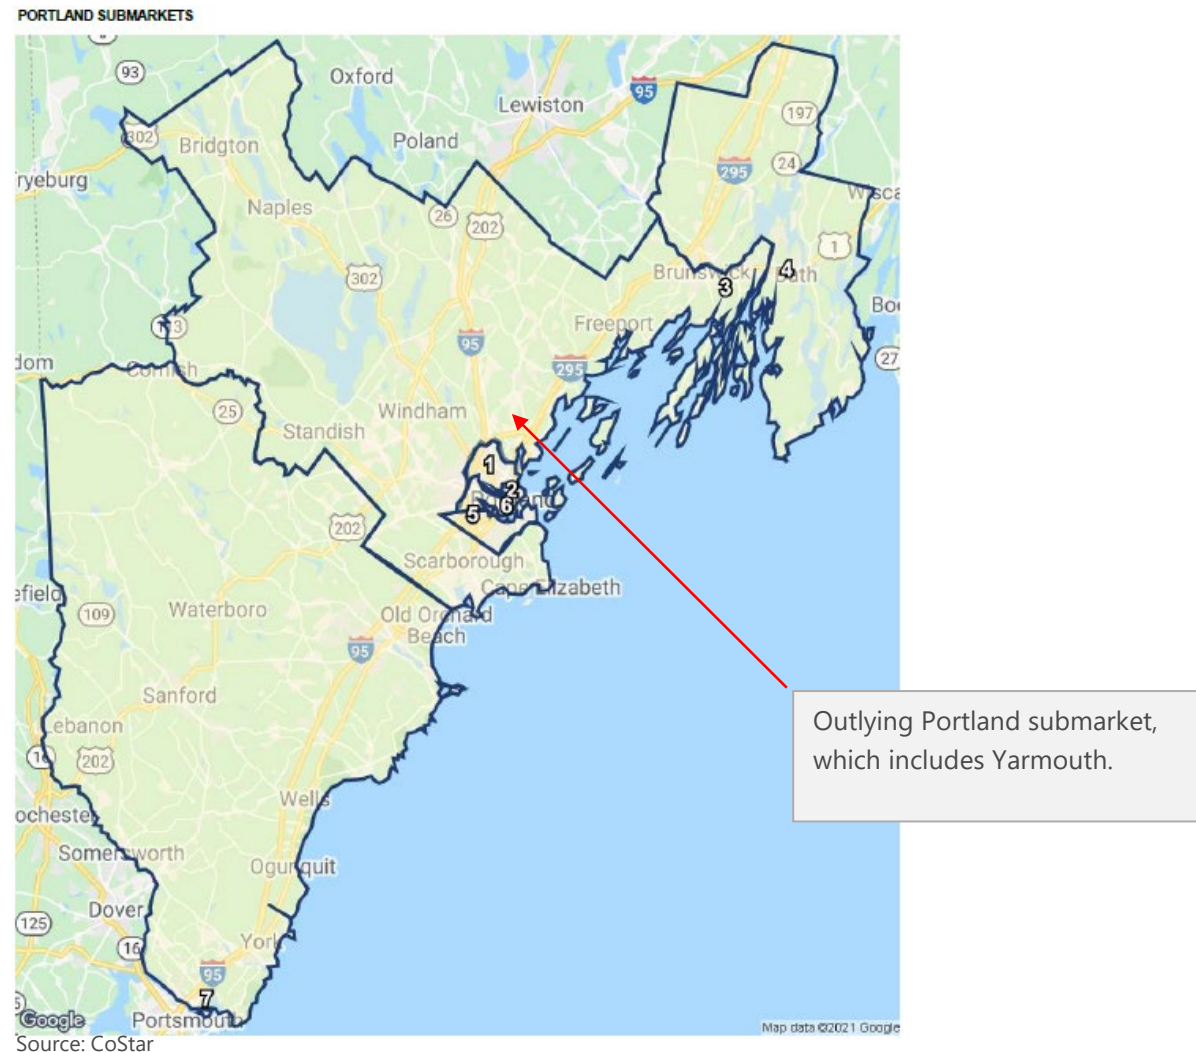 PORTLAND SUBMARKETS
93
Oxford
95
Lewiston
197
302
Bridgton
Poland
24
295
ryeburg
Wisca
Naples
26
202
1
302
Brunswick
4
Bath
3
Boo
113
Freeport
95
27
dom
Cornish
295
25
Windham
Standish
1
2
Portland
6
5
202
Scarborough
Cape Elizabeth
efield
109
Waterboro
Old Orchard
Beach
95
Sanford
Outlying Portland submarket,
which includes Yarmouth.
Lebanon
16
202
Wells
ochester
Somersworth
Ogunquit
Dover
125
16
York
95
7
Google
Portsmouth
Map data ©2021 Google
Source: CoStar